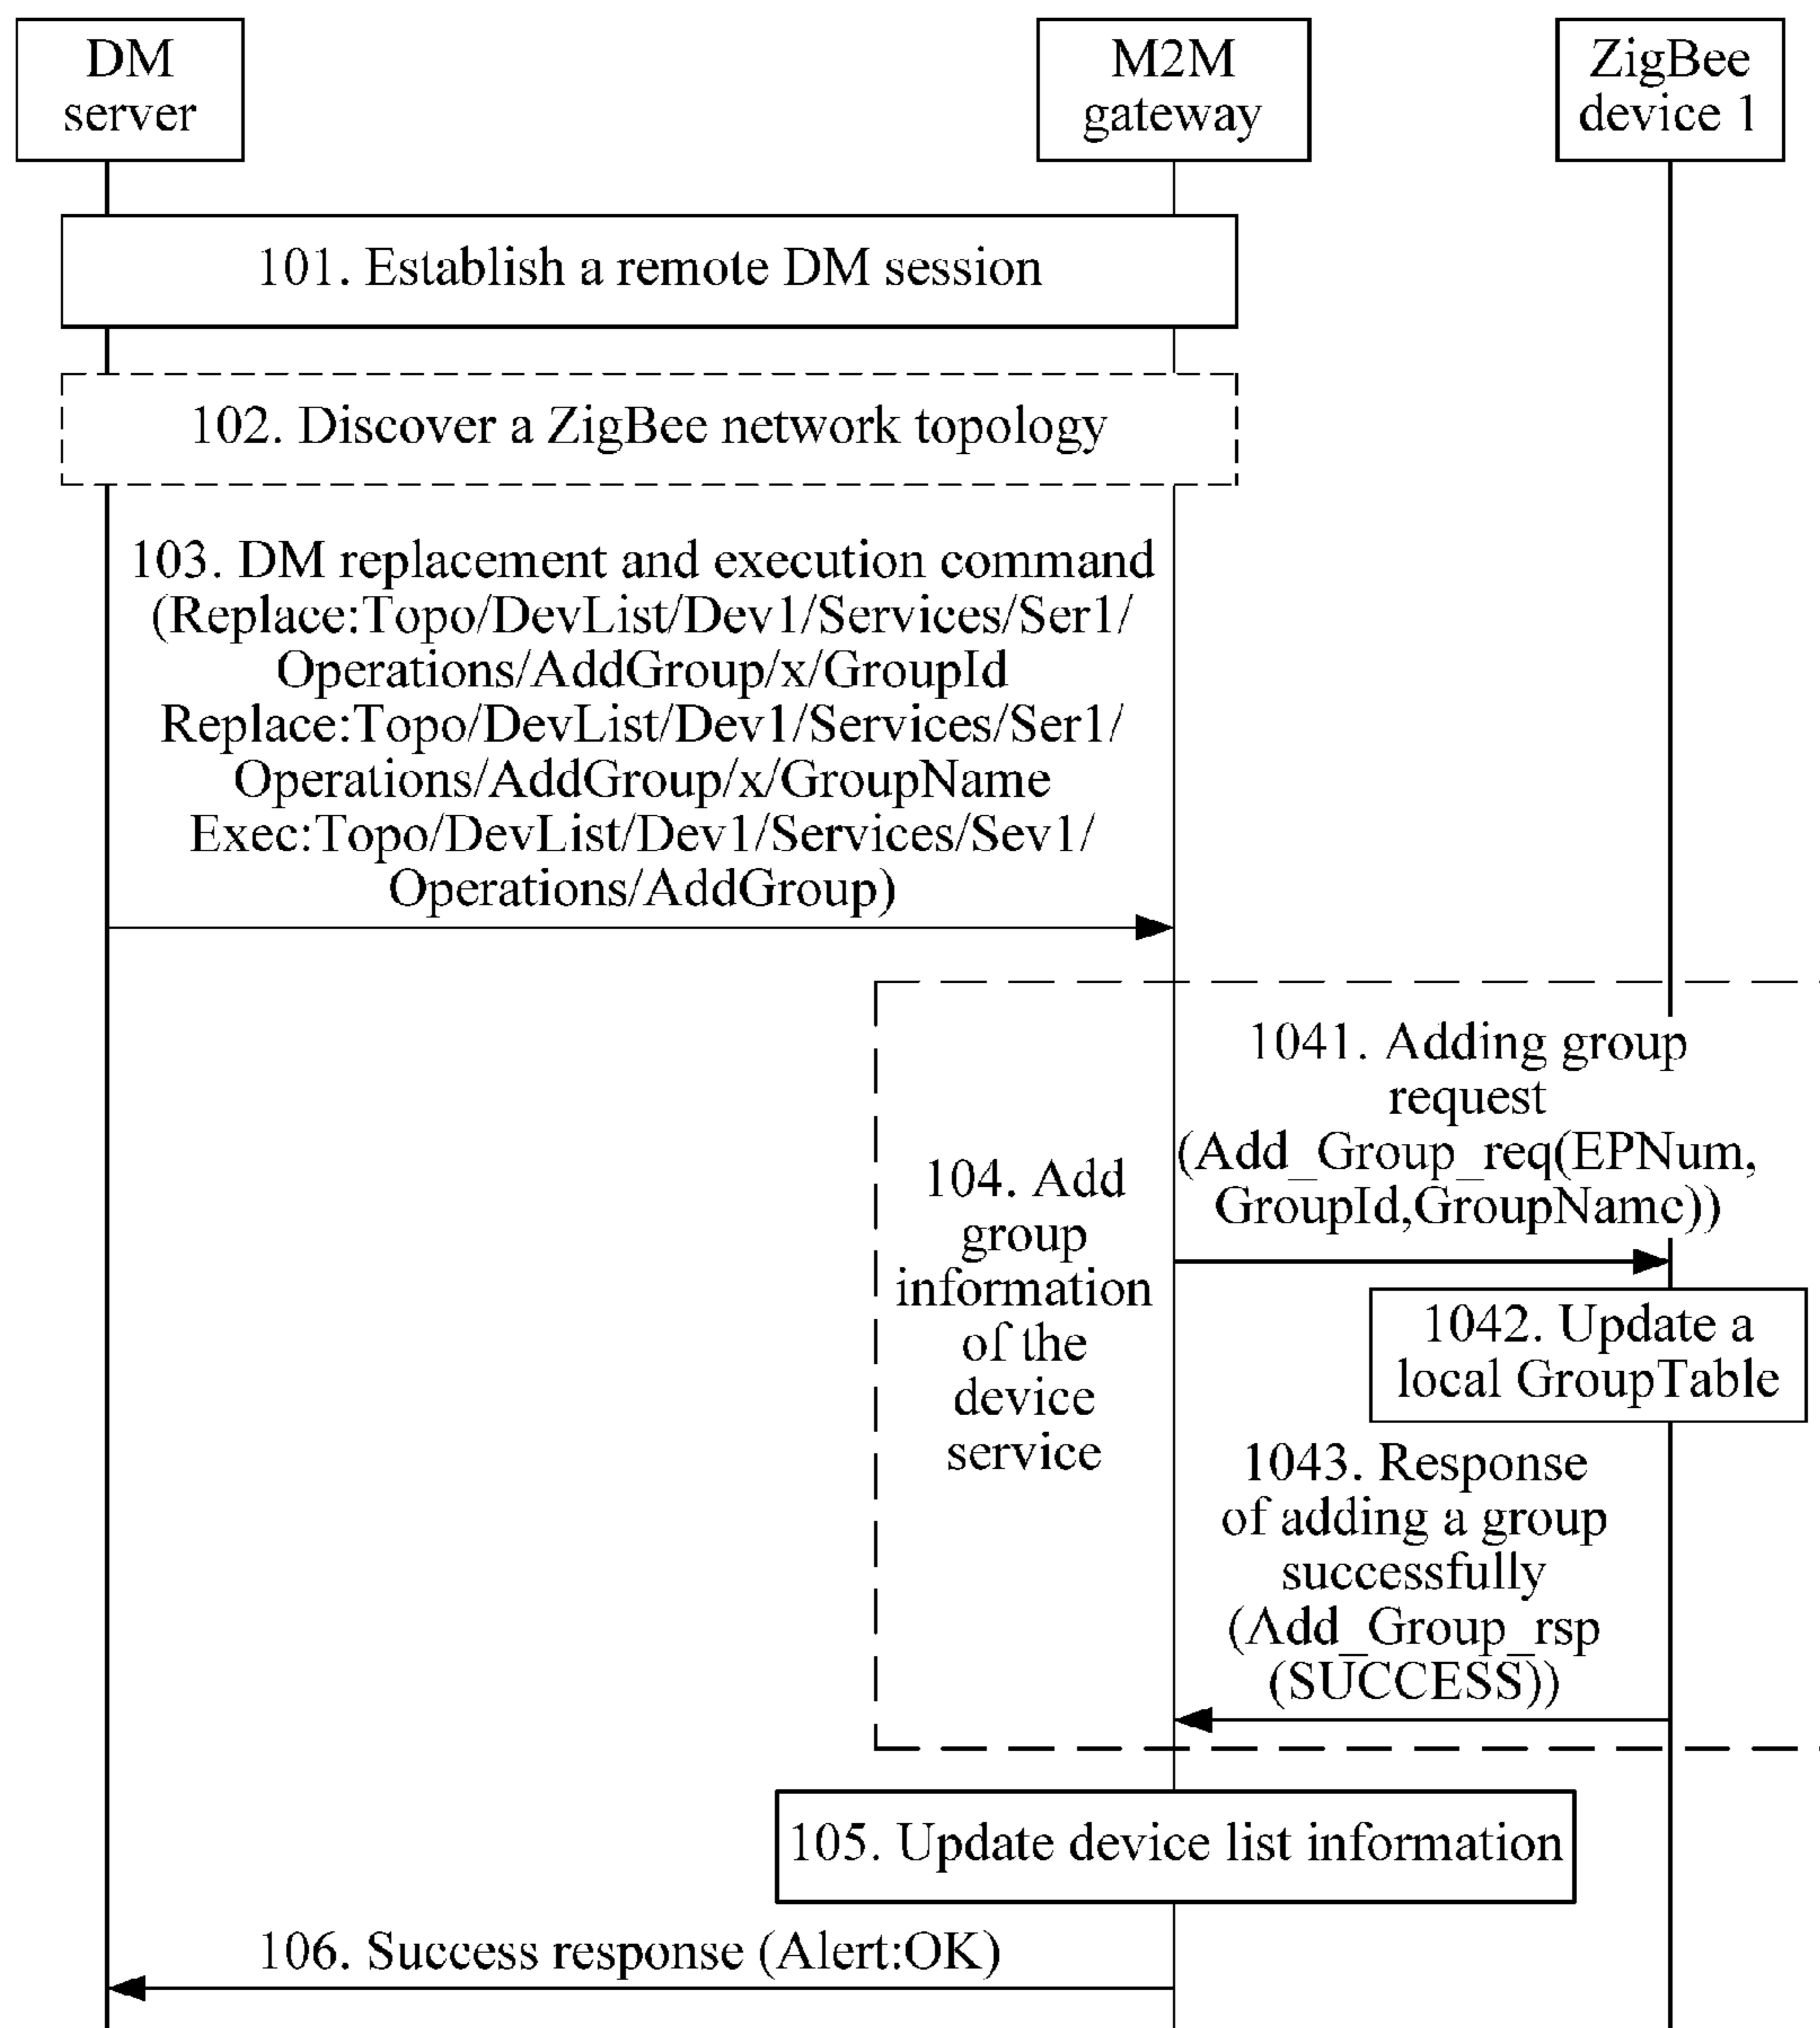 DM
server
M2M
gateway
ZigBee
device 1
101. Establish a remote DM session
102. Discover a ZigBee network topology
103. DM replacement and execution command
(Replace:Topo/DevList/Dev1/Services/Ser1/
Operations/AddGroup/x/GroupId
Replace:Topo/DevList/Dev1/Services/Ser1/
Operations/AddGroup/x/GroupName
Exec:Topo/DevList/Dev1/Services/Sev1/
Operations/AddGroup)
104. Add
group
information
of the
device
service
1041. Adding group
request
(Add_Group_req(EPNum,
GroupId,GroupName))
1042. Update a
local GroupTable
1043. Response
of adding a group
successfully
(Add_Group_rsp
(SUCCESS))
105. Update device list information
106. Success response (Alert:OK)